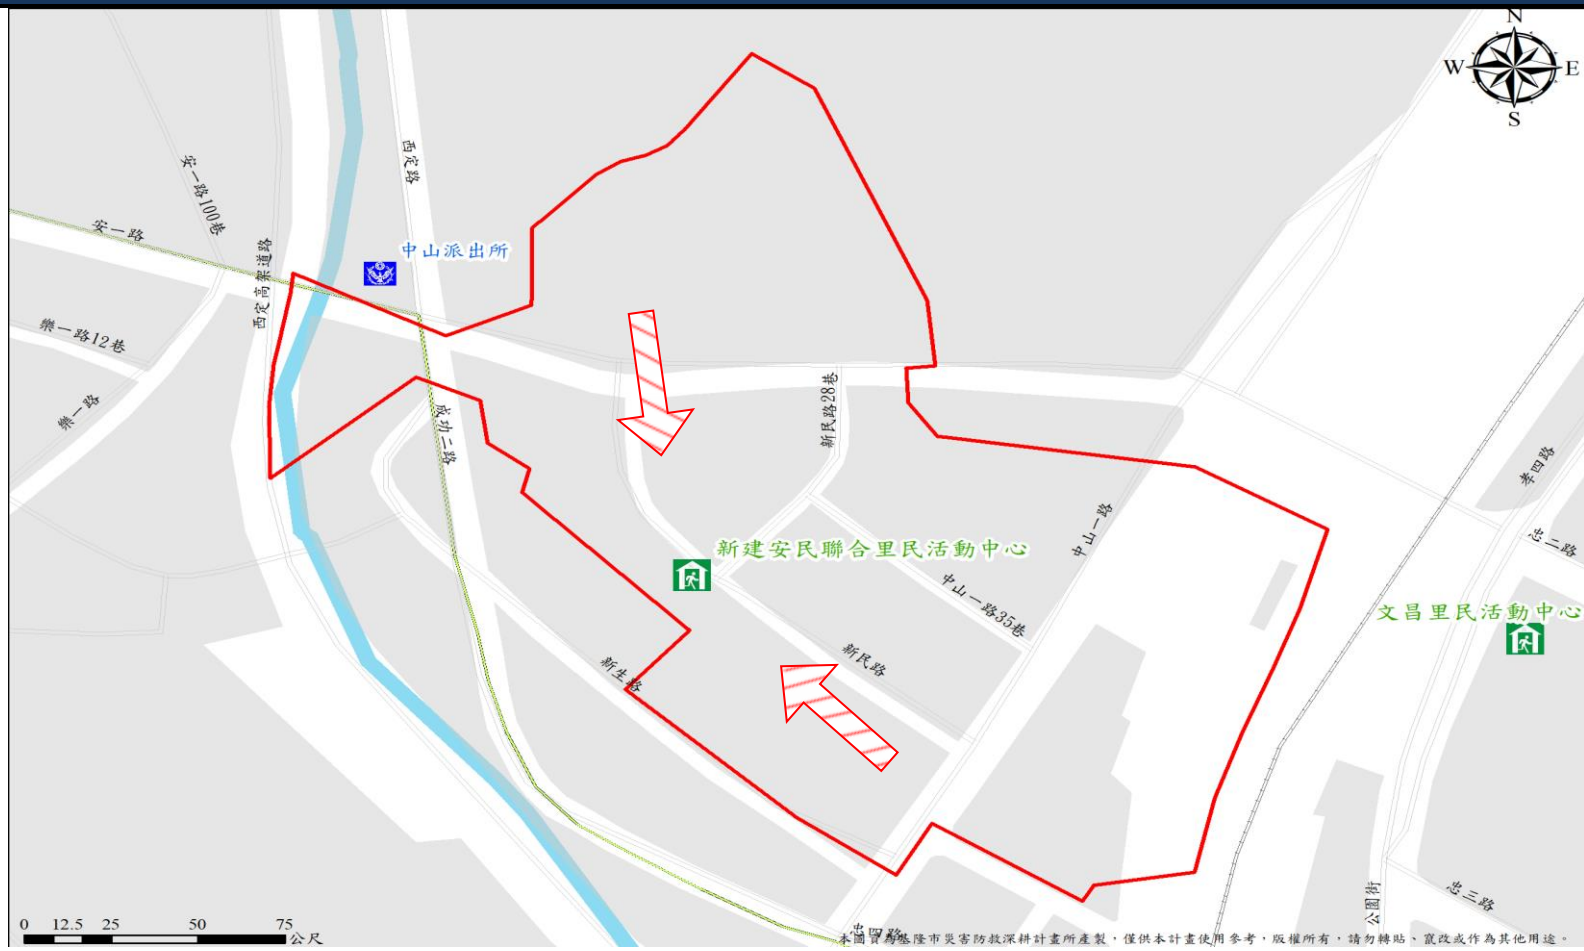 N
W
E
S
西定路
安一路100巷
安一路
西定高架道路
中山派出所
樂一路12巷
樂一路
成功二路
新民路28巷
孝四路
中山一路
忠二路
新建安民聯合里民活動中心
中山一路35巷
文昌里民活動中心
新民路
新生路
公園街
忠三路
忠四路
0 12.5 25 50 75
公尺
本圖資為基隆市災害防救深耕計畫所產製，僅供本計畫使用參考，版權所有，請勿轉貼、竄改或作為其他用途。